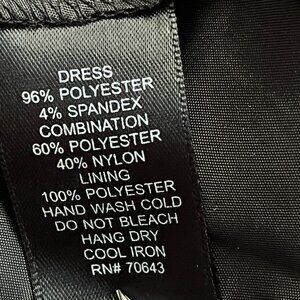 DRESS
96% POLYESTER
4% SPANDEX
COMBINATION
60% POLYESTER
40% NYLON
LINING
100% POLYESTER
HAND WASH COLD
DO NOT BLEACH
HANG DRY
COOL IRON
RN# 70643